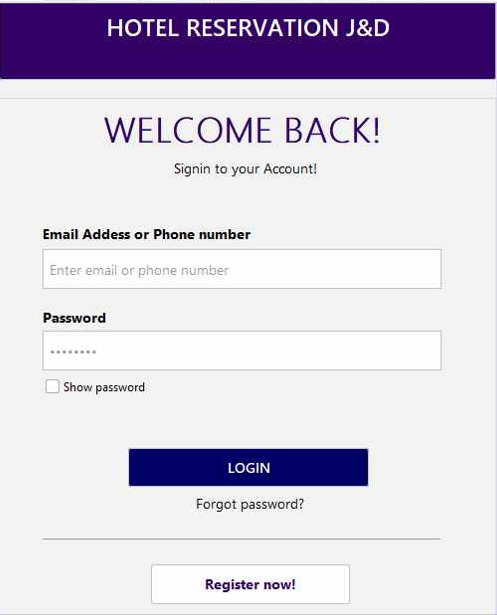 HOTEL RESERVATION J&D
WELCOME BACK!
Signin to your Account!
Email Addess or Phone number
Enter email or phone number
Password
••••••••
Show password
LOGIN
Forgot password?
Register now!